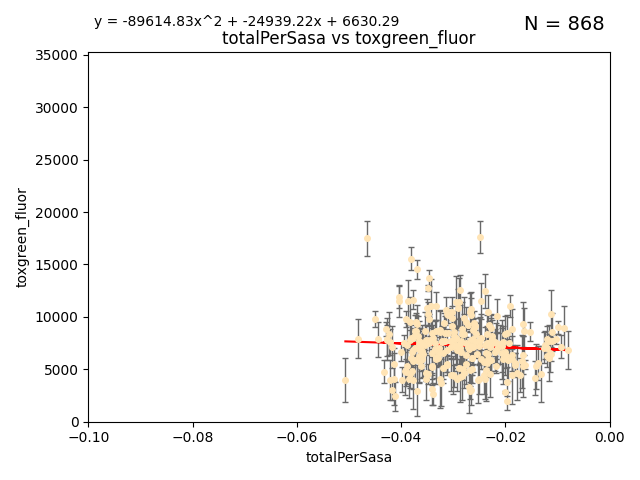 y = -89614.83x^2 + -24939.22x + 6630.29
N = 868
totalPerSasa vs toxgreen_fluor
toxgreen_fluor
35000
30000
25000
20000
15000
10000
5000
0
−0.10
−0.08
−0.06
−0.04
−0.02
0.00
totalPerSasa